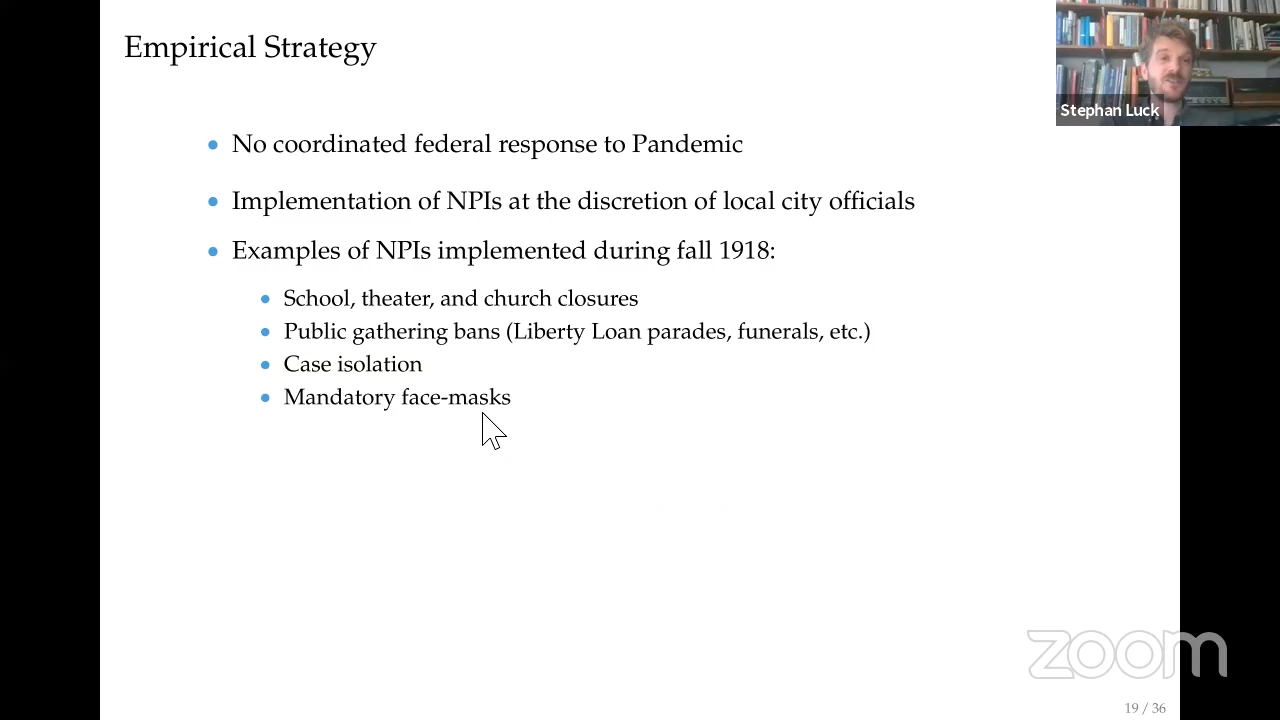 Empirical Strategy
Stephan Luck
• No coordinated federal response to Pandemic
• Implementation of NPIs at the discretion of local city officials
• Examples of NPIs implemented during fall 1918:
• School, theater, and church closures
• Public gathering bans (Liberty Loan parades, funerals, etc.)
• Case isolation
• Mandatory face-masks
zoom
19 / 36